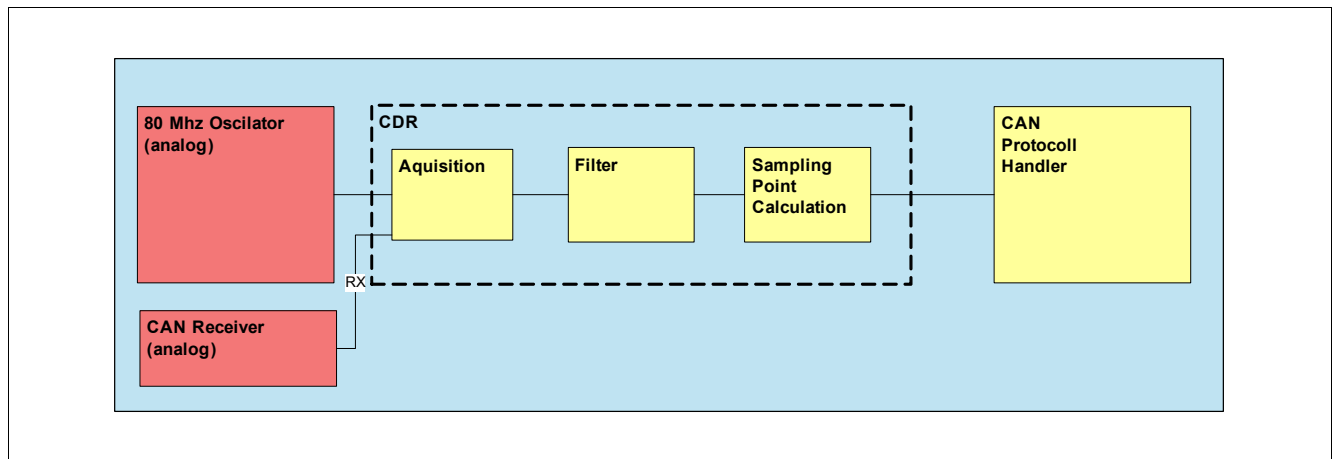 80 Mhz Oscilator
(analog)
CDR
Aquisition
Filter
Sampling
Point
Calculation
CAN
Protocoll
Handler
RX
CAN Receiver
(analog)